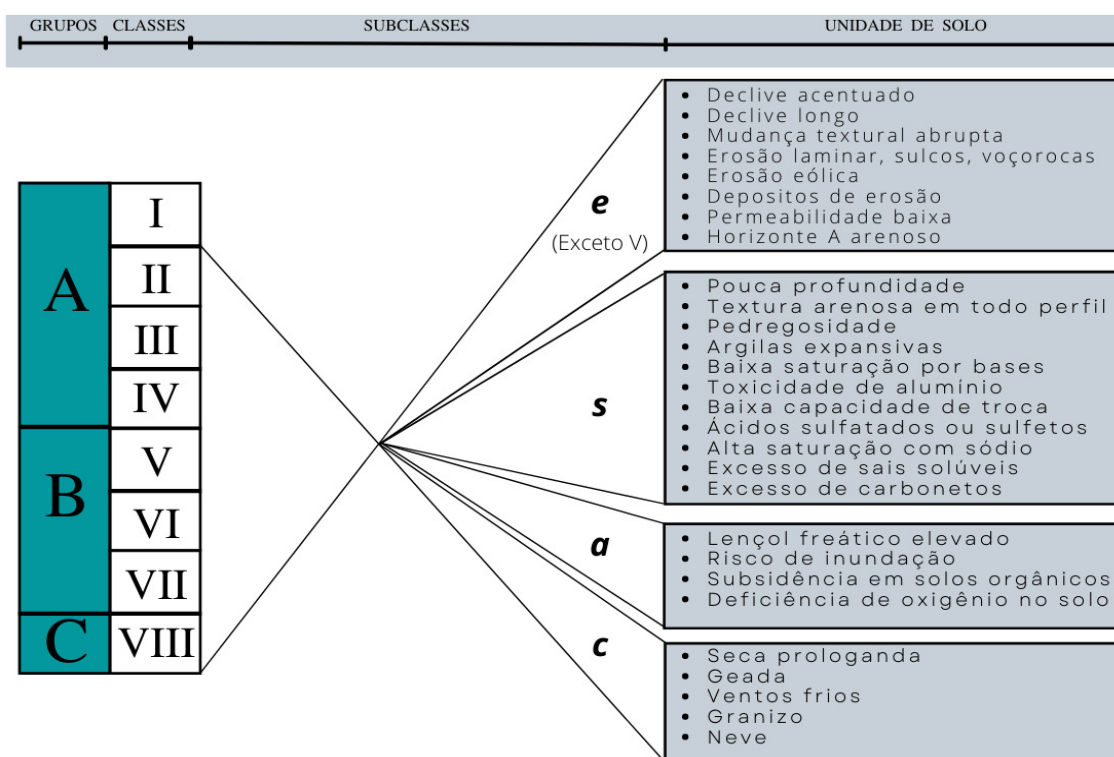 GRUPOS CLASSES SUBCLASSES UNIDADE DE SOLO
A
I
II
III
IV
B
V
VI
VII
C
VIII
e
(Exceto V)
• Declive acentuado
• Declive longo
• Mudança textural abrupta
• Erosão laminar, sulcos, voçorocas
• Erosão eólica
• Depositos de erosão
• Permeabilidade baixa
• Horizonte A arenoso
s
• Pouca profundidade
• Textura arenosa em todo perfil
• Pedregosidade
• Argilas expansivas
• Baixa saturação por bases
• Toxicidade de alumínio
• Baixa capacidade de troca
• Ácidos sulfatados ou sulfetos
• Alta saturação com sódio
• Excesso de sais solúveis
• Excesso de carbonetos
a
• Lençol freático elevado
• Risco de inundação
• Subsidência em solos orgânicos
• Deficiência de oxigênio no solo
c
• Seca prologanda
• Geada
• Ventos frios
• Granizo
• Neve